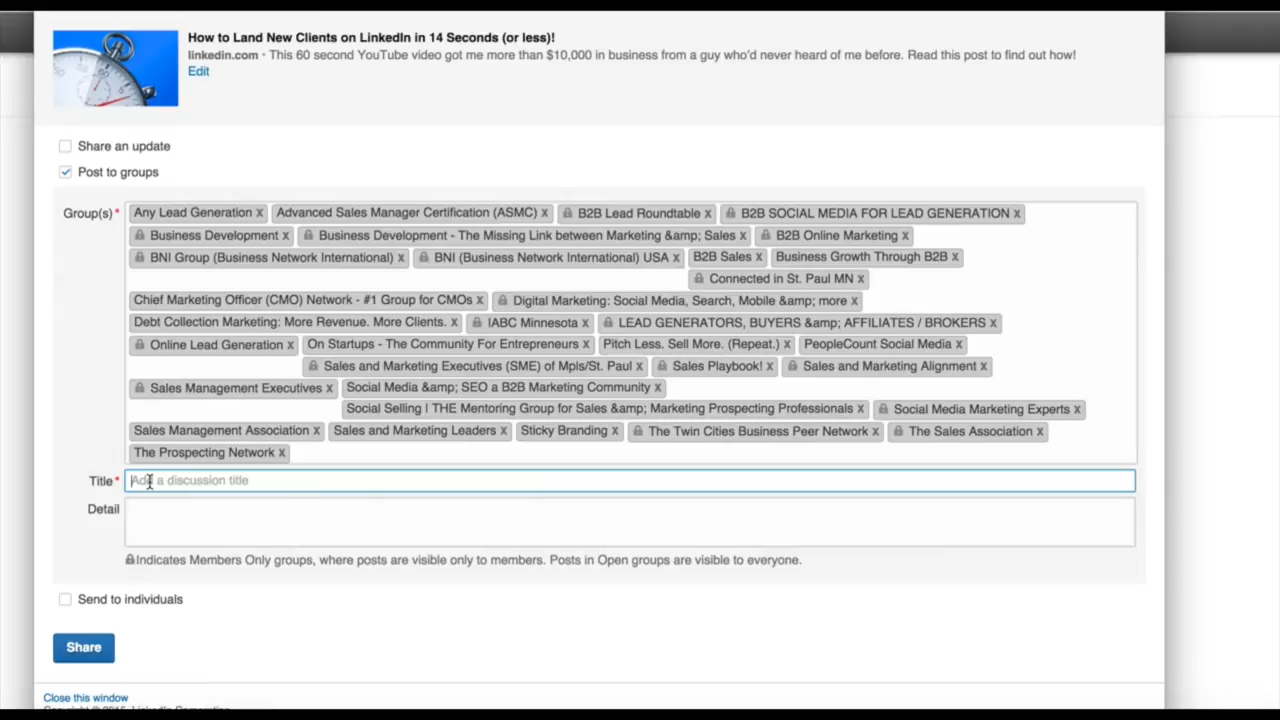 How to Land New Clients on LinkedIn in 14 Seconds (or less)!
linkedin.com · This 60 second YouTube video got me more than $10,000 in business from a guy who'd never heard of me before. Read this post to find out how!
Edit
Share an update
Post to groups
Group(s)* Any Lead Generation x Advanced Sales Manager Certification (ASMC) x B2B Lead Roundtable x B2B SOCIAL MEDIA FOR LEAD GENERATION x
Business Development x Business Development - The Missing Link between Marketing &amp; Sales x B2B Online Marketing x
BNI Group (Business Network International) x BNI (Business Network International) USA x B2B Sales x Business Growth Through B2B x
Connected in St. Paul MN x
Chief Marketing Officer (CMO) Network - #1 Group for CMOs x Digital Marketing: Social Media, Search, Mobile &amp; more x
Debt Collection Marketing: More Revenue. More Clients. x IABC Minnesota x LEAD GENERATORS, BUYERS &amp; AFFILIATES / BROKERS x
Online Lead Generation x On Startups - The Community For Entrepreneurs x Pitch Less. Sell More. (Repeat.) x PeopleCount Social Media x
Sales and Marketing Executives (SME) of Mpls/St. Paul x Sales Playbook! x Sales and Marketing Alignment x
Sales Management Executives x Social Media &amp; SEO a B2B Marketing Community x
Social Selling | THE Mentoring Group for Sales &amp; Marketing Prospecting Professionals x Social Media Marketing Experts x
Sales Management Association x Sales and Marketing Leaders x Sticky Branding x The Twin Cities Business Peer Network x The Sales Association x
The Prospecting Network x
Title* Add a discussion title
Detail
Indicates Members Only groups, where posts are visible only to members. Posts in Open groups are visible to everyone.
Send to individuals
Share
Close this window